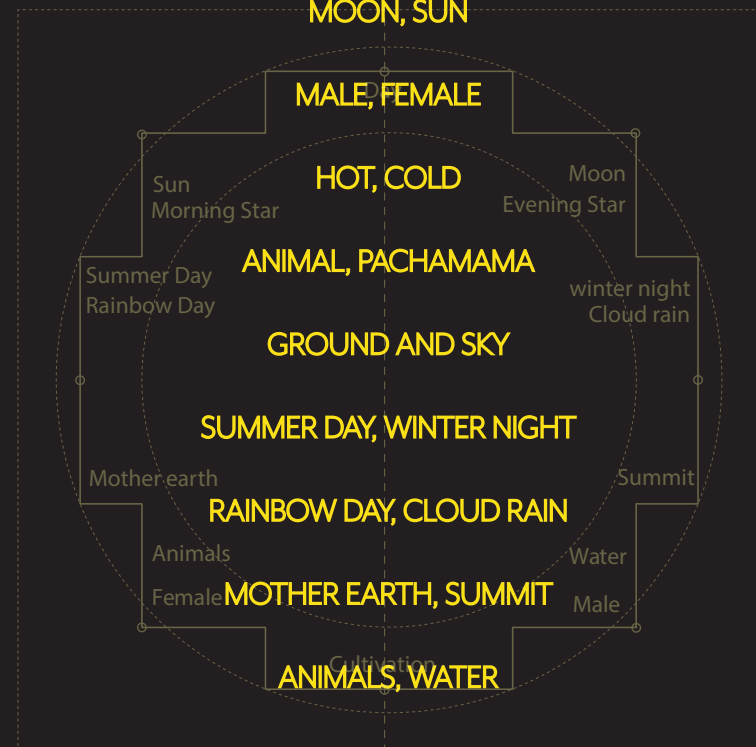 MOON, SUN
Day
MALE, FEMALE
HOT, COLD
Sun
Morning Star
Moon
Evening Star
ANIMAL, PACHAMAMA
Summer Day
Rainbow Day
winter night
Cloud rain
GROUND AND SKY
SUMMER DAY, WINTER NIGHT
Mother earth
Summit
RAINBOW DAY, CLOUD RAIN
Animals
Water
Female
MOTHER EARTH, SUMMIT
Male
Cultivation
ANIMALS, WATER